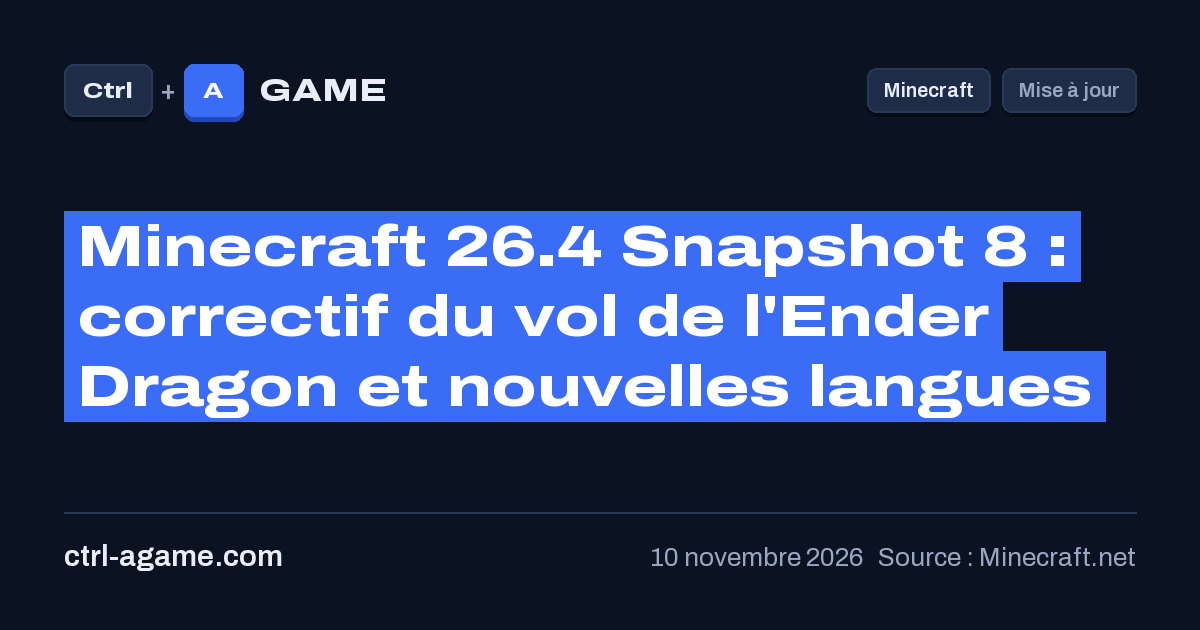 Ctrl + A GAME
Minecraft Mise à jour
Minecraft 26.4 Snapshot 8 :
correctif du vol de l'Ender
Dragon et nouvelles langues
ctrl-agame.com
10 novembre 2026 Source : Minecraft.net